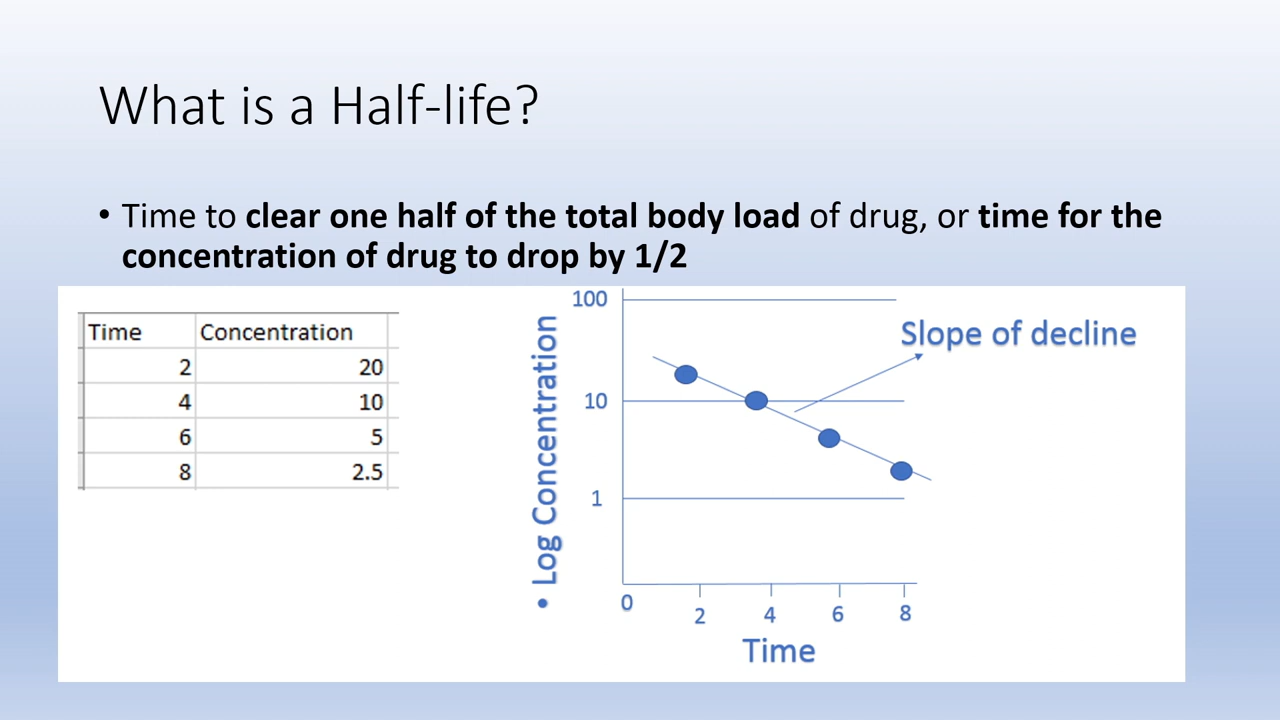 What is a Half-life?
• Time to clear one half of the total body load of drug, or time for the
concentration of drug to drop by 1/2
Time Concentration
2 20
4 10
6 5
8 2.5
• Log Concentration
100
10
1
Slope of decline
0 2 4 6 8
Time